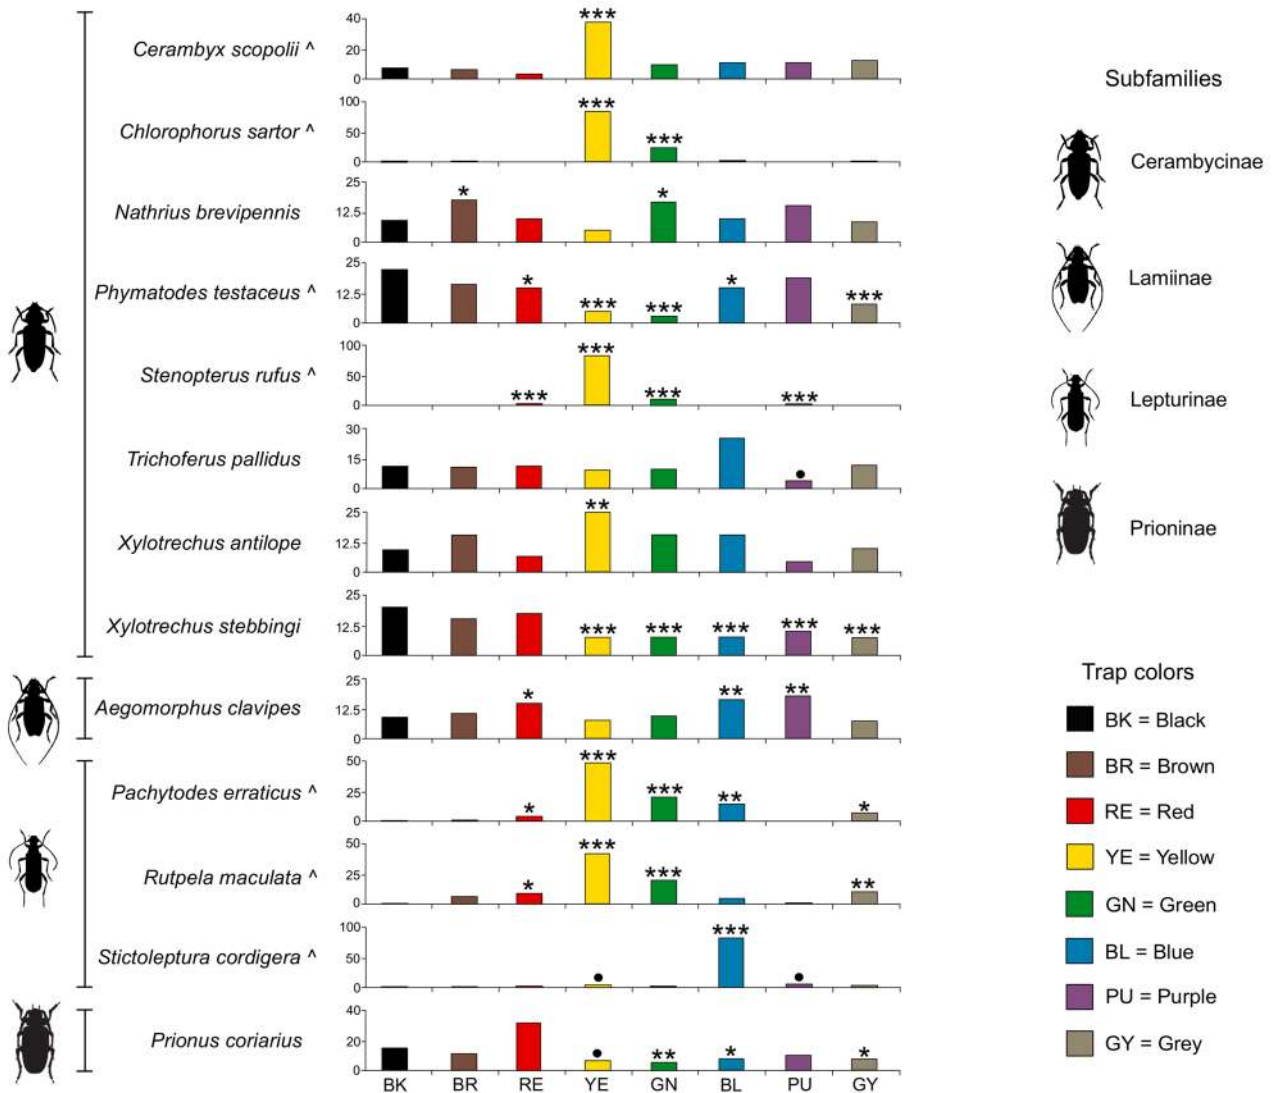 Cerambyx scopolii ^
40
20
0
***
Chlorophorus sartor ^
100
50
0
*** ***
Nathrius brevipennis
25
12.5
0
* *
Phymatodes testaceus ^
25
12.5
0
* *** *** * ***
Stenopterus rufus ^
100
50
0
*** *** *** ***
Trichoferus pallidus
30
15
0
•
Xylotrechus antilope
25
12.5
0
**
Xylotrechus stebbingi
25
12.5
0
*** *** *** *** ***
Aegomorphus clavipes
25
12.5
0
* ** **
Pachytodes erraticus ^
50
25
0
* *** *** ** *
Rutpela maculata ^
50
25
0
* *** *** **
Stictoleptura cordigera ^
100
50
0
• *** •
Prionus coriarius
40
20
0
• ** * *
BK BR RE YE GN BL PU GY
Subfamilies
Cerambycinae
Lamiinae
Lepturinae
Prioninae
Trap colors
BK = Black
BR = Brown
RE = Red
YE = Yellow
GN = Green
BL = Blue
PU = Purple
GY = Grey